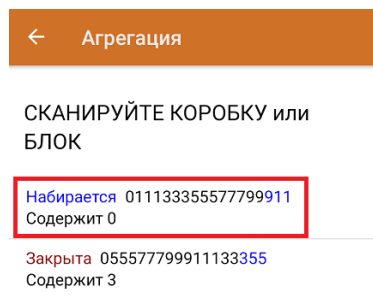 Агрегация
СКАНИРУЙТЕ КОРОБКУ или
БЛОК
Набирается 011133355577799911
Содержит 0
Закрыта 055577799911133355
Содержит 3